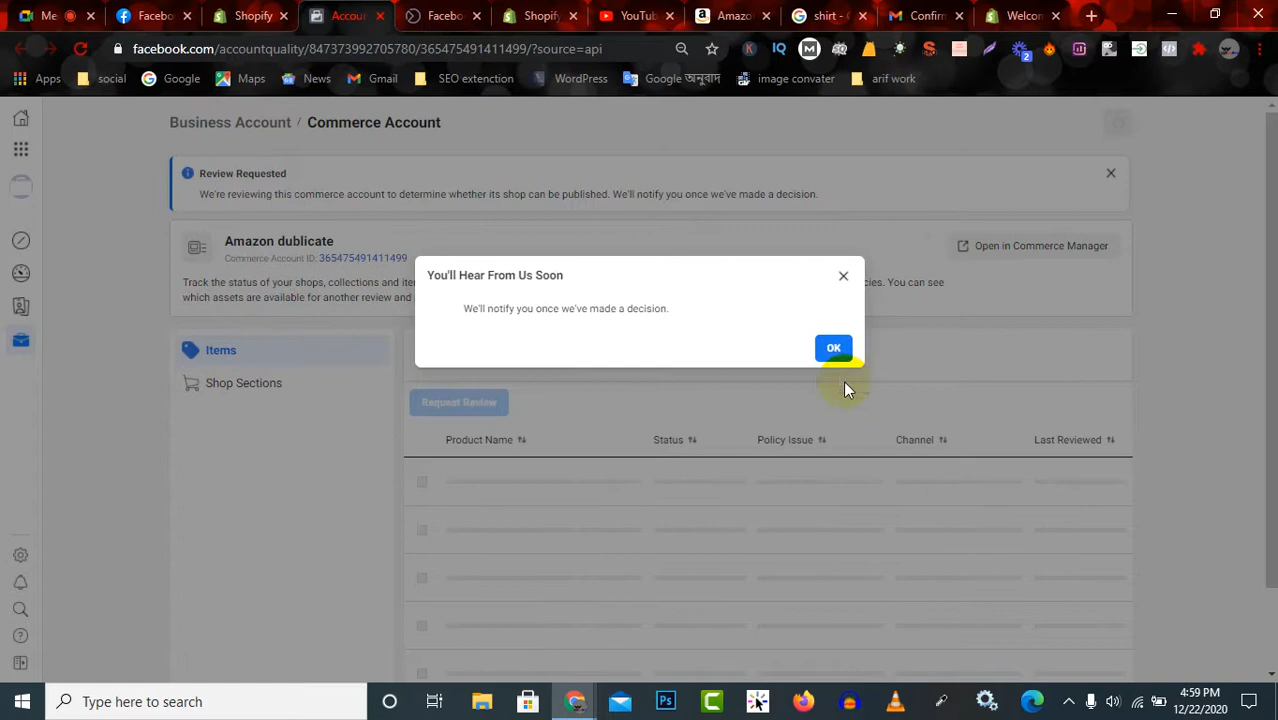 Me
Facebo
Shopify
Accou
Facebo
Shopify
YouTub
Amazo
shirt - G
Confirm
Welcon
facebook.com/accountquality/847373992705780/365475491411499/?source=api
Apps
social
Google
Maps
News
Gmail
SEO extenction
WordPress
Google অনুবাদ
image convater
arif work
Business Account / Commerce Account
Review Requested
We're reviewing this commerce account to determine whether its shop can be published. We'll notify you once we've made a decision.
Amazon dublicate
Commerce Account ID: 365475491411499
Open in Commerce Manager
Track the status of your shops, collections and ite
cies. You can see
which assets are available for another review and
You'll Hear From Us Soon
We'll notify you once we've made a decision.
OK
Items
Shop Sections
Request Review
Product Name
Status
Policy Issue
Channel
Last Reviewed
Type here to search
4:59 PM
12/22/2020